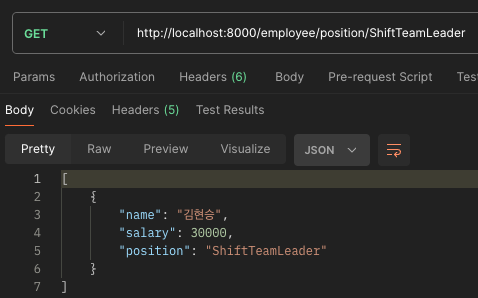 GET http://localhost:8000/employee/position/ShiftTeamLeader
Params Authorization Headers (6) Body Pre-request Script
Body Cookies Headers (5) Test Results
Pretty Raw Preview Visualize JSON
1 [
2 {
3 "name": "김현승",
4 "salary": 30000,
5 "position": "ShiftTeamLeader"
6 }
7 ]